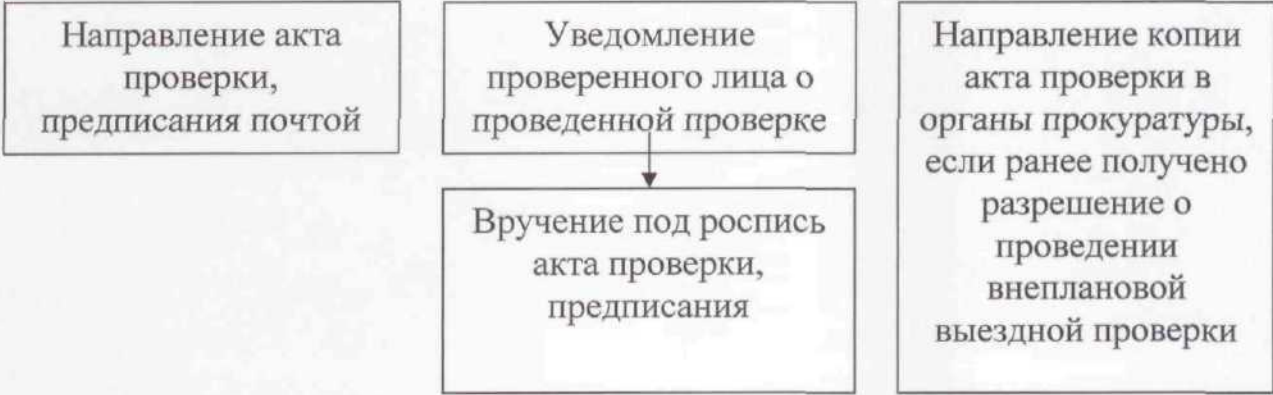 Направление акта
проверки,
предписания почтой
Уведомление
проверенного лица о
проведенной проверке
Вручение под роспись
акта проверки,
предписания
Направление копии
акта проверки в
органы прокуратуры,
если ранее получено
разрешение о
проведении
внеплановой
выездной проверки